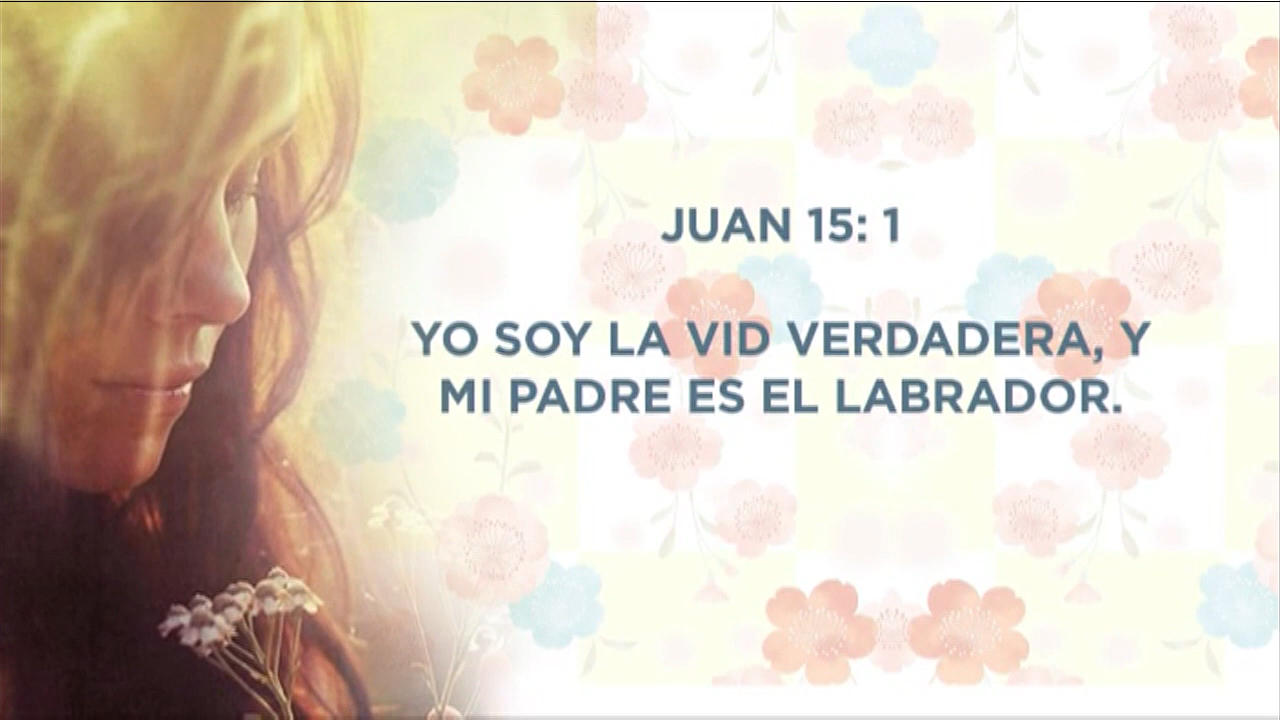 JUAN 15: 1
YO SOY LA VID VERDADERA, Y
MI PADRE ES EL LABRADOR.